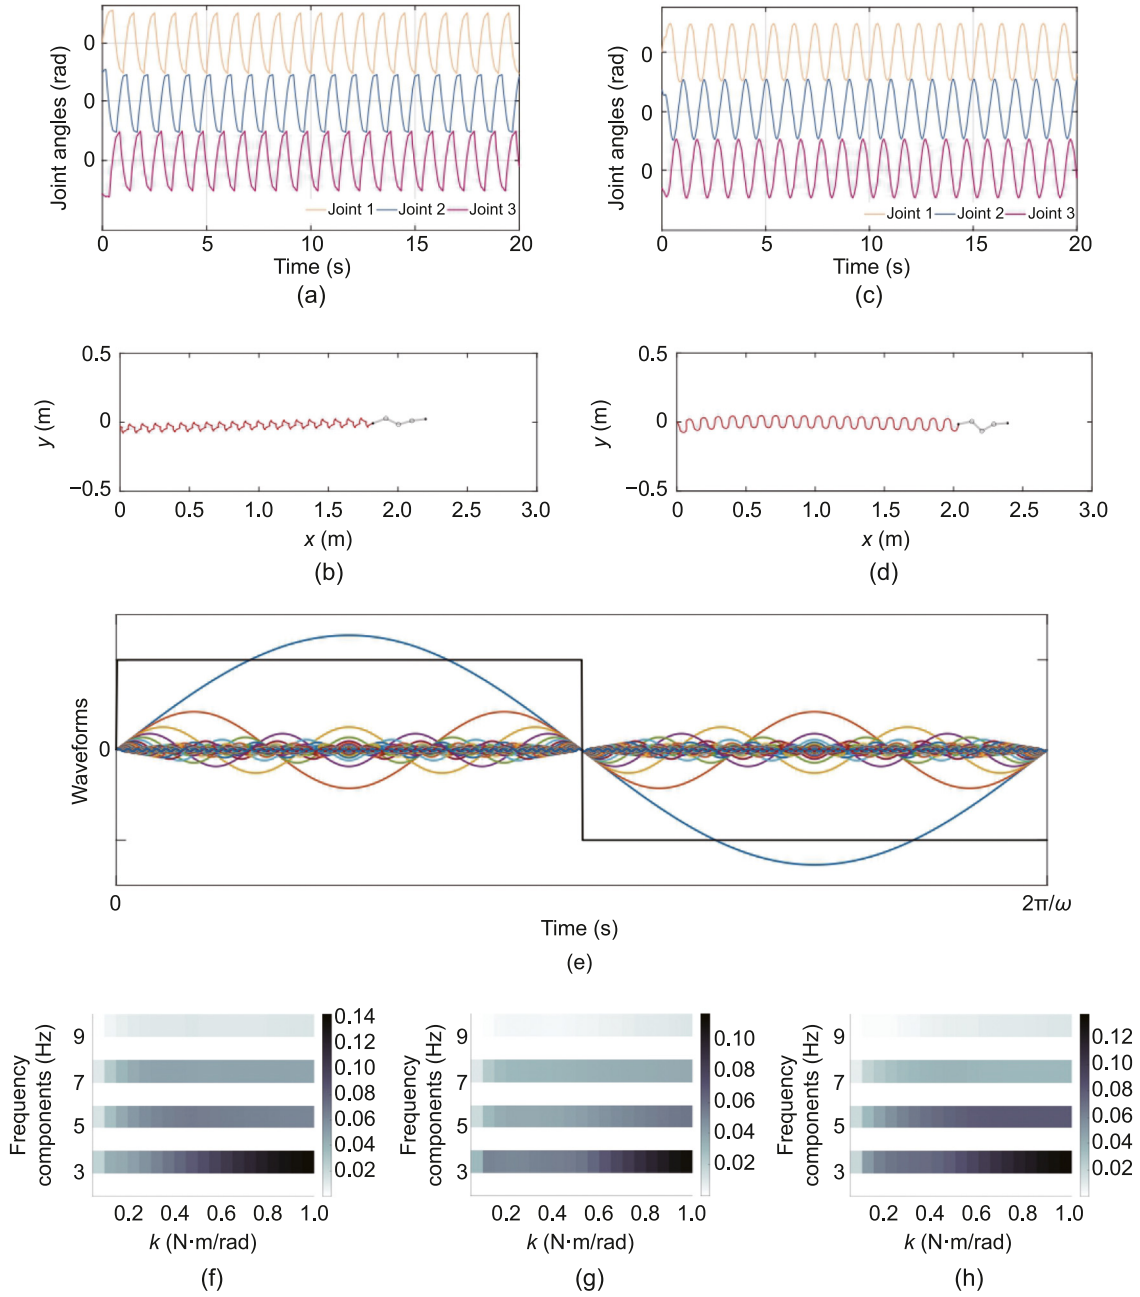 Joint angles (rad)
0
0
0
Joint 1 Joint 2 Joint 3
0 5 10 15 20
Time (s)
(a)
Joint angles (rad)
0
0
0
Joint 1 Joint 2 Joint 3
0 5 10 15 20
Time (s)
(c)
0.5
0
−0.5
y (m)
0 0.5 1.0 1.5 2.0 2.5 3.0
x (m)
(b)
0.5
0
−0.5
y (m)
0 0.5 1.0 1.5 2.0 2.5 3.0
x (m)
(d)
Waveforms
0
0 2π/ω
Time (s)
(e)
Frequency
components (Hz)
9
7
5
3
0.14
0.10
0.08
0.06
0.04
0.02
0.2 0.4 0.6 0.8 1.0
k (N·m/rad)
(f)
Frequency
components (Hz)
9
7
5
3
0.10
0.08
0.06
0.04
0.02
0.2 0.4 0.6 0.8 1.0
k (N·m/rad)
(g)
Frequency
components (Hz)
9
7
5
3
0.12
0.10
0.08
0.06
0.04
0.02
0.2 0.4 0.6 0.8 1.0
k (N·m/rad)
(h)